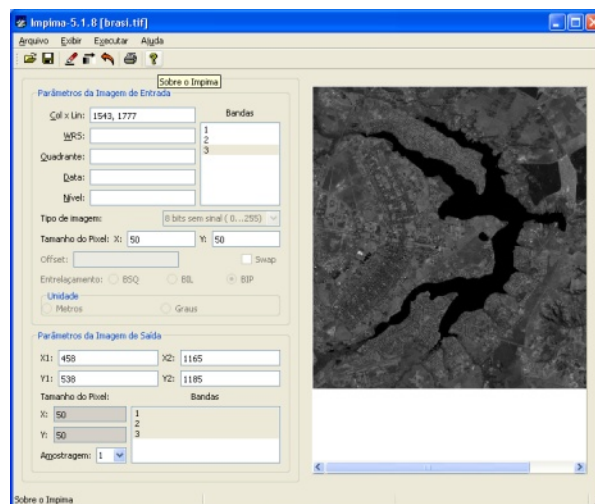 Impima-5.1.8 [brasi.tif]
Arquivo Exibir Executar Ajuda
Sobre o Impima
Parâmetros da Imagem de Entrada
Col x Lin: 1543, 1777 Bandas
WRS: 1
2
Quadrante: 3
Data:
Nível:
Tipo de imagem: 8 bits sem sinal ( 0...255)
Tamanho do Pixel: X: 50 Y: 50
Offset: Swap
Entrelaçamento: BSQ BIL BIP
Unidade
Metros Graus
Parâmetros da Imagem de Saída
X1: 458 X2: 1165
Y1: 538 Y2: 1185
Tamanho do Pixel: Bandas
X: 50 1
2
Y: 50 3
Amostragem: 1
Sobre o Impima